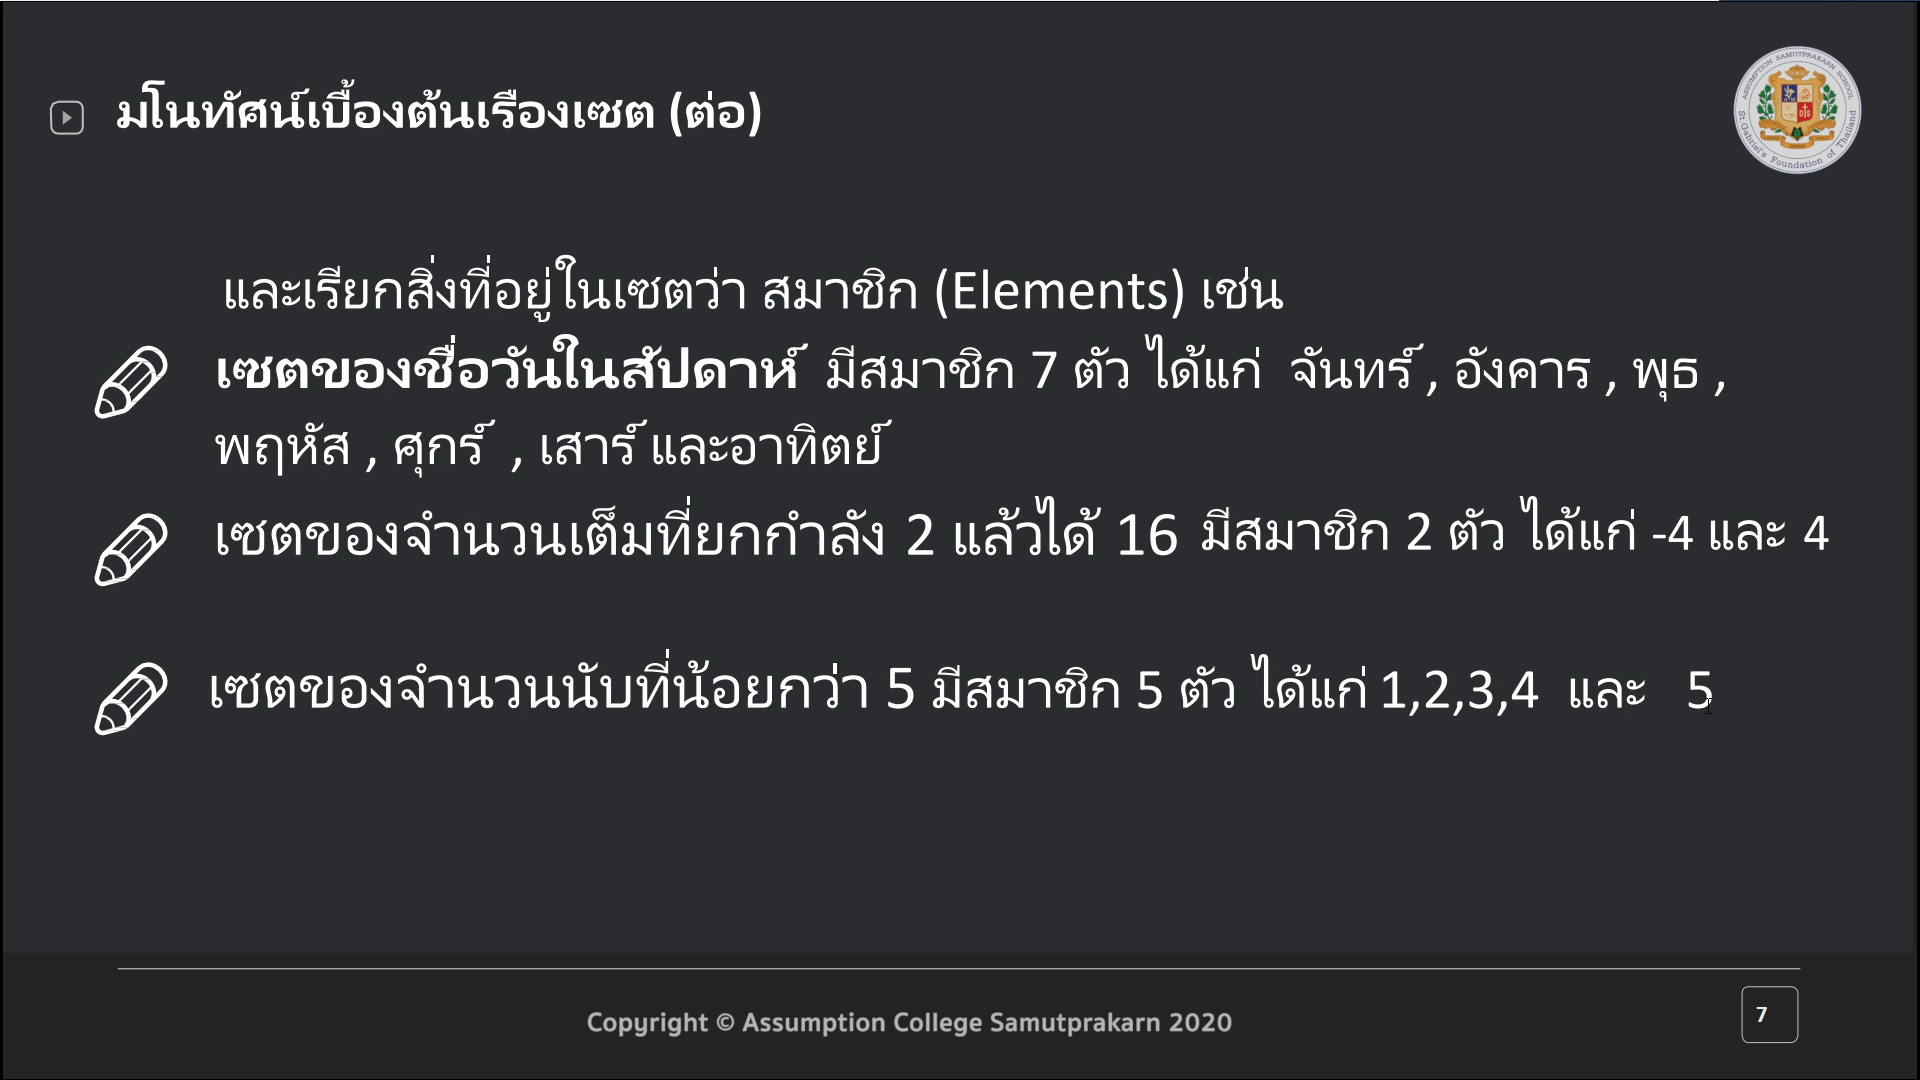 มโนทัศน์เบื้องต้นเรืองเซต (ต่อ)
ASSUMPTION SAMUTPRAKARN SCHOOL
St. Gabriel's Foundation of Thailand
และเรียกสิ่งที่อยู่ในเซตว่า สมาชิก (Elements) เช่น
เซตของชื่อวันในสัปดาห์ มีสมาชิก 7 ตัว ได้แก่ จันทร์ , อังคาร , พุธ ,
พฤหัส , ศุกร์ , เสาร์ และอาทิตย์
เซตของจำนวนเต็มที่ยกกำลัง 2 แล้วได้ 16 มีสมาชิก 2 ตัว ได้แก่ -4 และ 4
เซตของจำนวนนับที่น้อยกว่า 5 มีสมาชิก 5 ตัว ได้แก่ 1,2,3,4 และ 5
Copyright © Assumption College Samutprakarn 2020
7